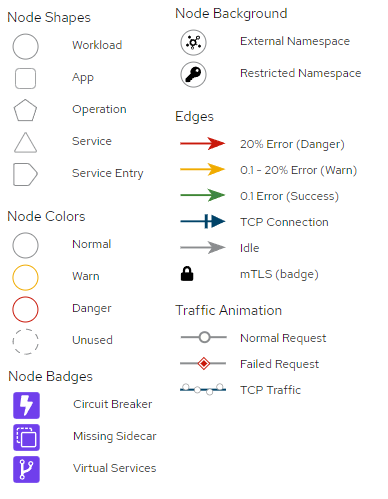 Node Shapes
Workload
App
Operation
Service
Service Entry
Node Colors
Normal
Warn
Danger
Unused
Node Badges
Circuit Breaker
Missing Sidecar
Virtual Services
Node Background
External Namespace
Restricted Namespace
Edges
20% Error (Danger)
0.1 - 20% Error (Warn)
0.1 Error (Success)
TCP Connection
Idle
mTLS (badge)
Traffic Animation
Normal Request
Failed Request
TCP Traffic